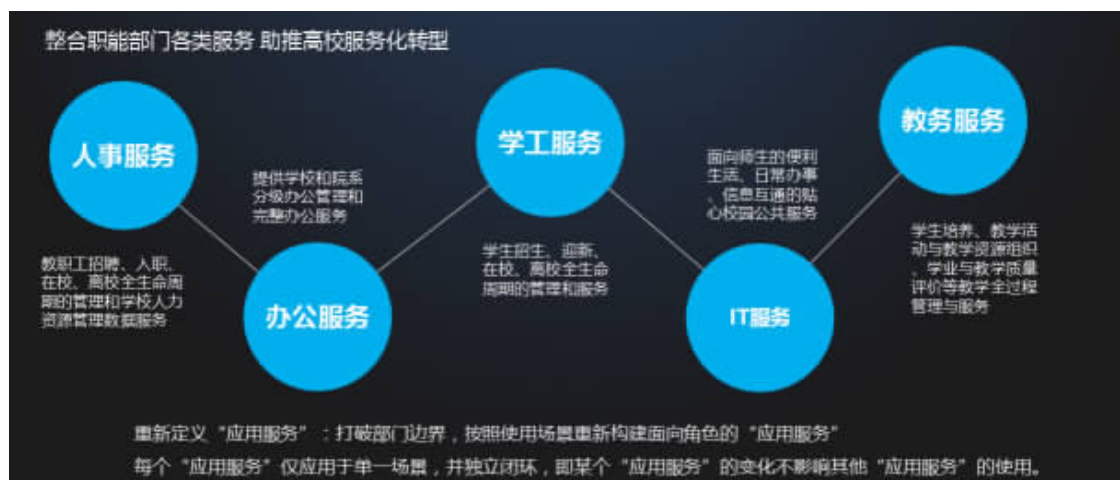 整合职能部门各类服务 助推高校服务化转型
人事服务
教职工招聘、入职、
在校、离校全生命周
期的管理和学校人力
资源管理数据服务
提供学校和院系
分级办公管理和
完整办公服务
办公服务
学工服务
学生招生、迎新、
在校、离校全生命
周期的管理和服务
面向师生的便利
生活、日常办事
、信息互通的贴
心校园公共服务
IT服务
教务服务
学生培养、教学活
动与教学资源组织
、学业与教学质量
评价等教学全过程
管理与服务
重新定义“应用服务”：打破部门边界，按照使用场景重新构建面向角色的“应用服务”
每个“应用服务”仅应用于单一场景，并独立闭环，即某个“应用服务”的变化不影响其他“应用服务”的使用。